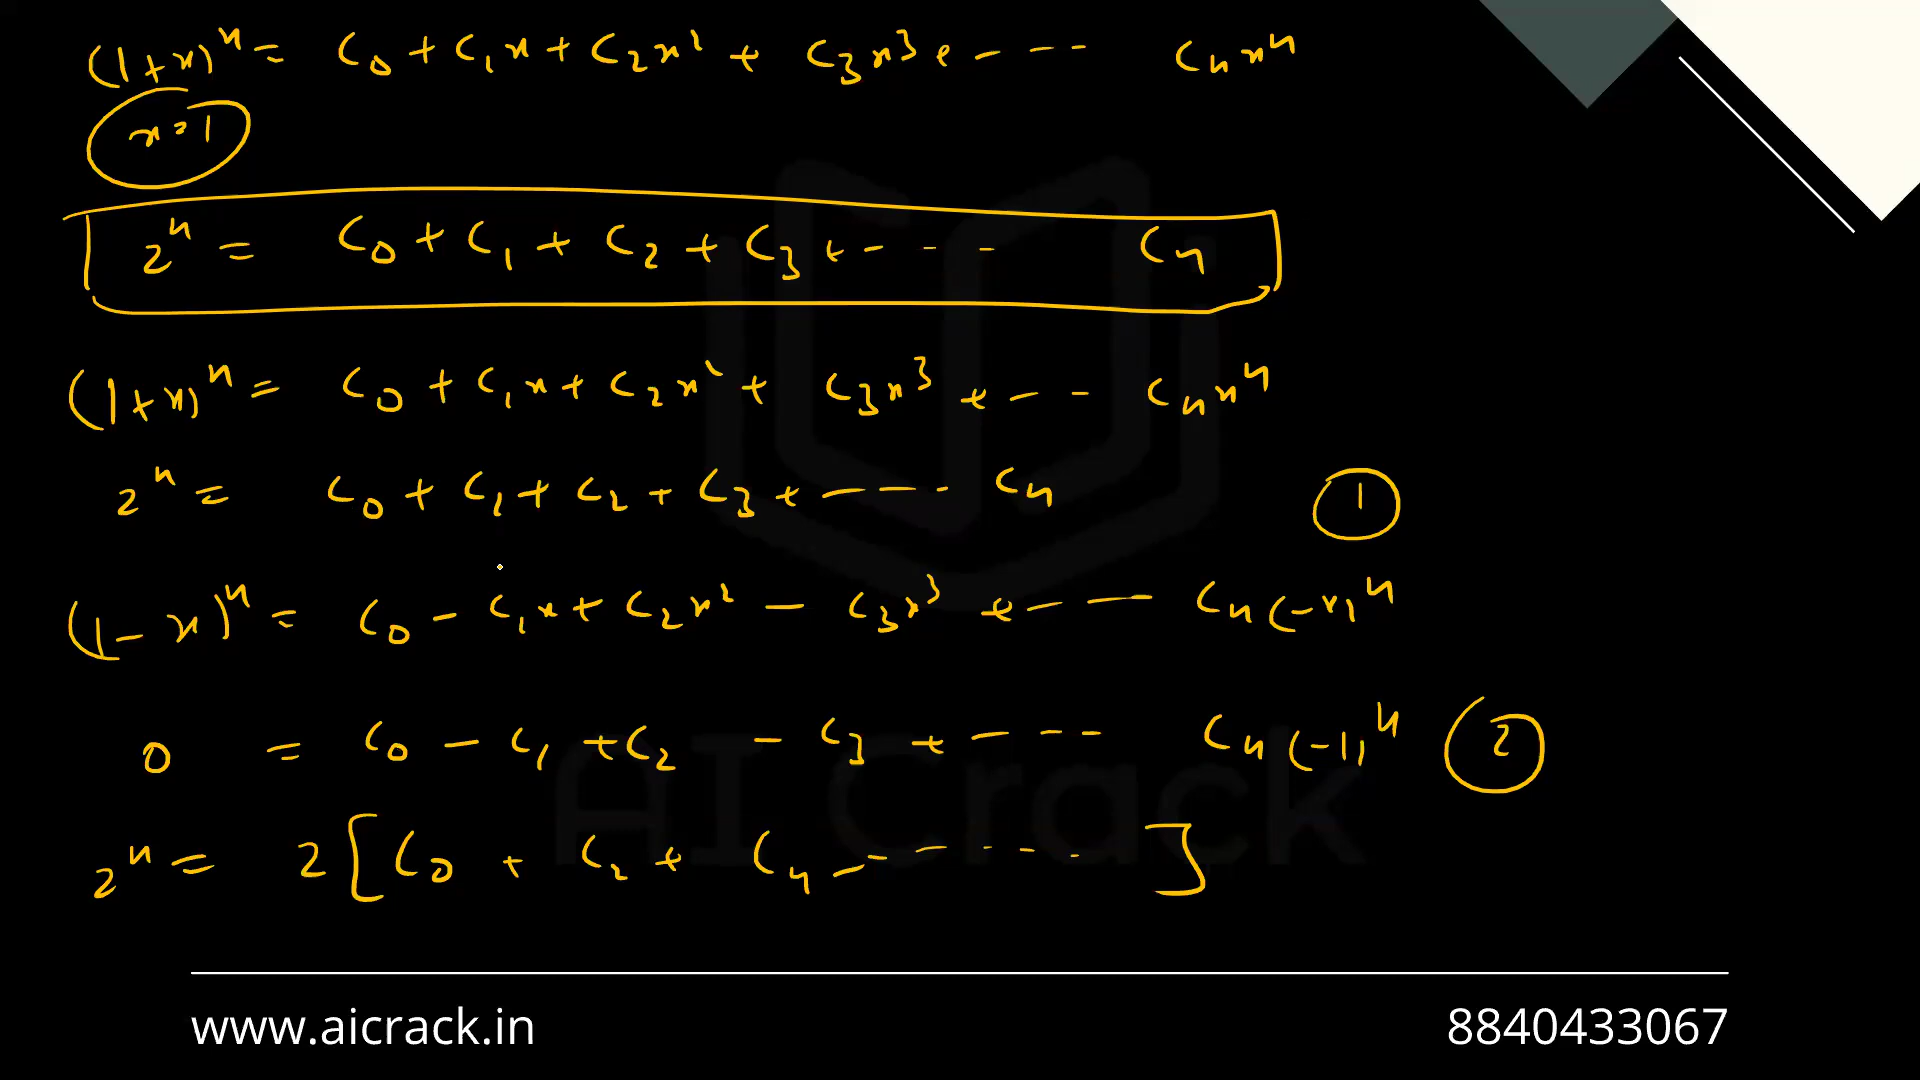 (1+x)ⁿ = C₀ + C₁x + C₂x² + C₃x³ + - - - Cₙxⁿ
x=1
2ⁿ = C₀ + C₁ + C₂ + C₃ + - - - Cₙ
(1+x)ⁿ = C₀ + C₁x + C₂x² + C₃x³ + - - Cₙxⁿ
2ⁿ = C₀ + C₁ + C₂ + C₃ + - - - - Cₙ 1
(1-x)ⁿ = C₀ - C₁x + C₂x² - C₃x³ + - - Cₙ(-x)ⁿ
0 = C₀ - C₁ + C₂ - C₃ + - - - Cₙ(-1)ⁿ 2
AI Crack
2ⁿ = 2[C₀ + C₂ + C₄ - - - - - - ]
www.aicrack.in 8840433067